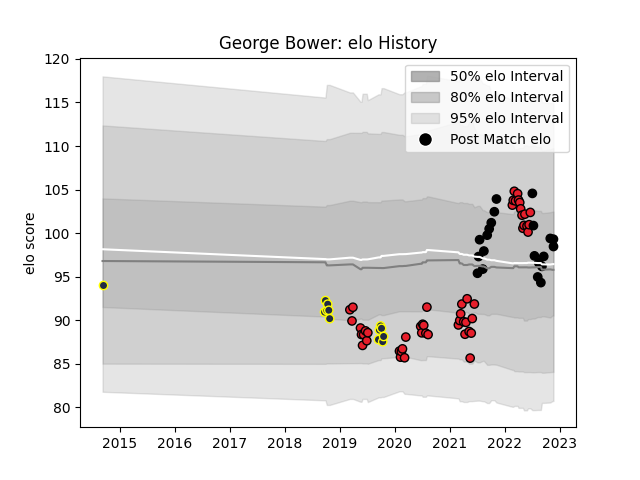 George Bower: elo History
120
115
110
105
100
95
90
85
80
elo score
50% elo Interval
80% elo Interval
95% elo Interval
Post Match elo
2015 2016 2017 2018 2019 2020 2021 2022 2023